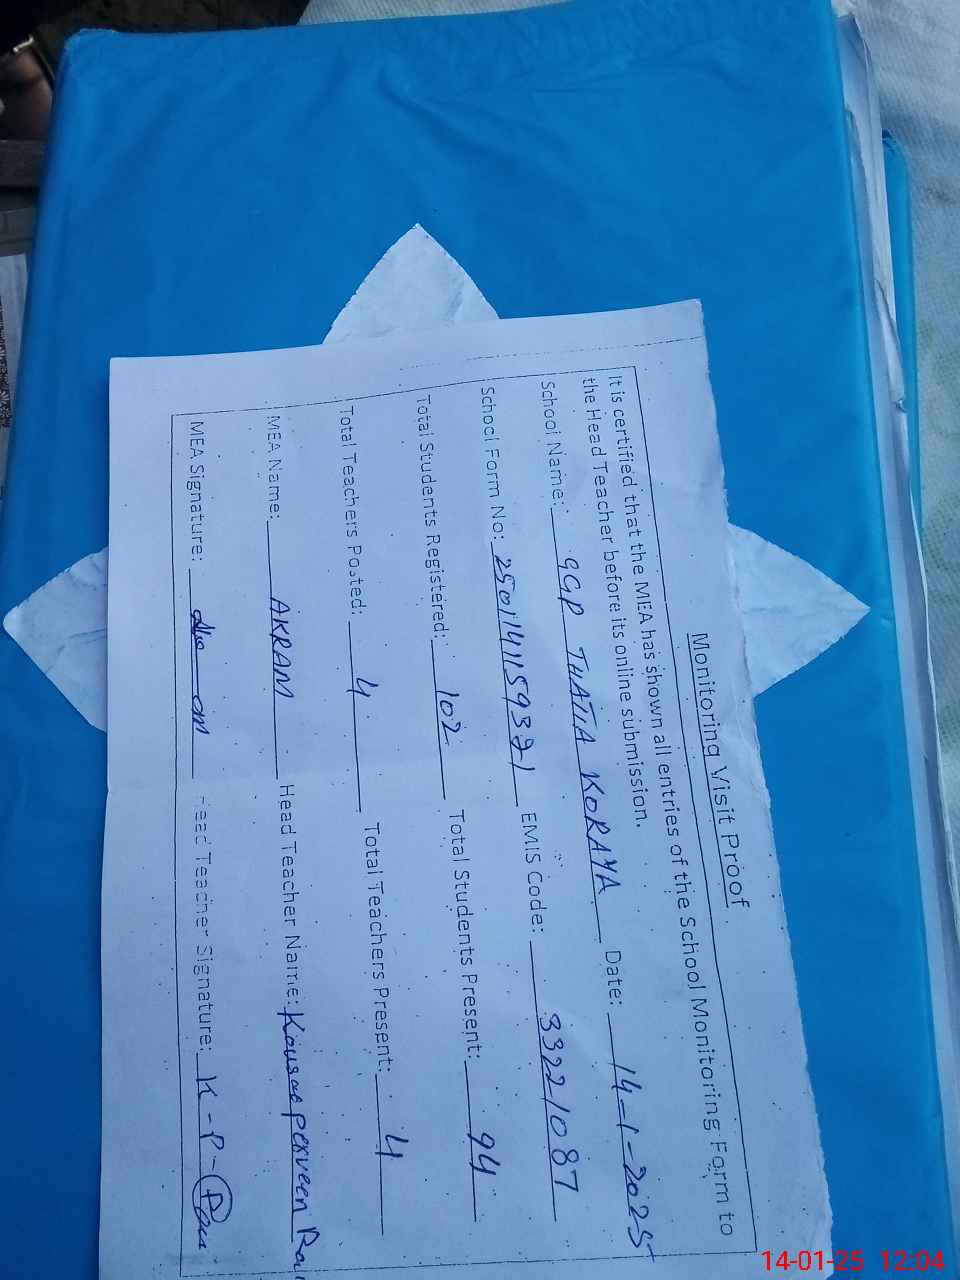 Monitoring Visit Proof
It is certified that the MEA has shown all entries of the School Monitoring Form to
the Head Teacher before its online submission.
School Name: GGP THATTA KORAYA Date: 14-1-2025
School Form No: EMIS Code: 33221087
Total Students Registered: 102 Total Students Present: 94
Total Teachers Posted: 4 Total Teachers Present: 4
MEA Name: AKRAM Head Teacher Name: Kousar perveen
MEA Signature: Head Teacher Signature: K-P-
14-01-25 12:04